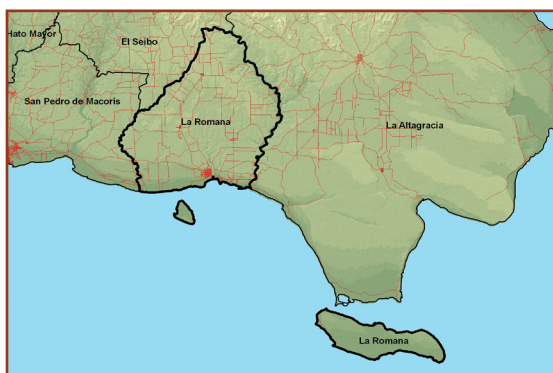 Hato Mayor
El Seibo
San Pedro de Macoris
La Romana
La Altagracia
La Romana